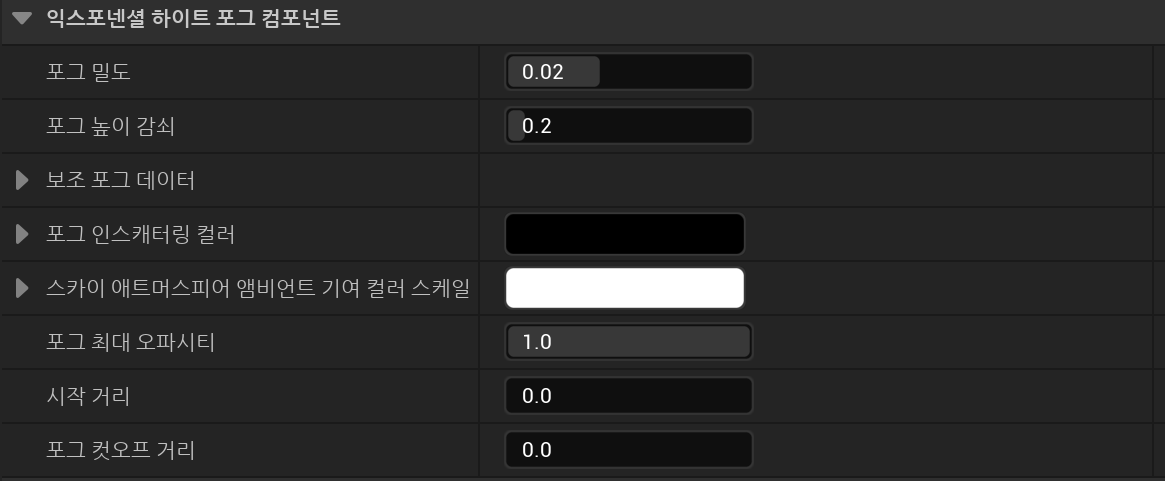 익스포넨셜 하이트 포그 컴포넌트
포그 밀도 0.02
포그 높이 감쇠 0.2
보조 포그 데이터
포그 인스캐터링 컬러
스카이 애트머스피어 앰비언트 기여 컬러 스케일
포그 최대 오파시티 1.0
시작 거리 0.0
포그 컷오프 거리 0.0